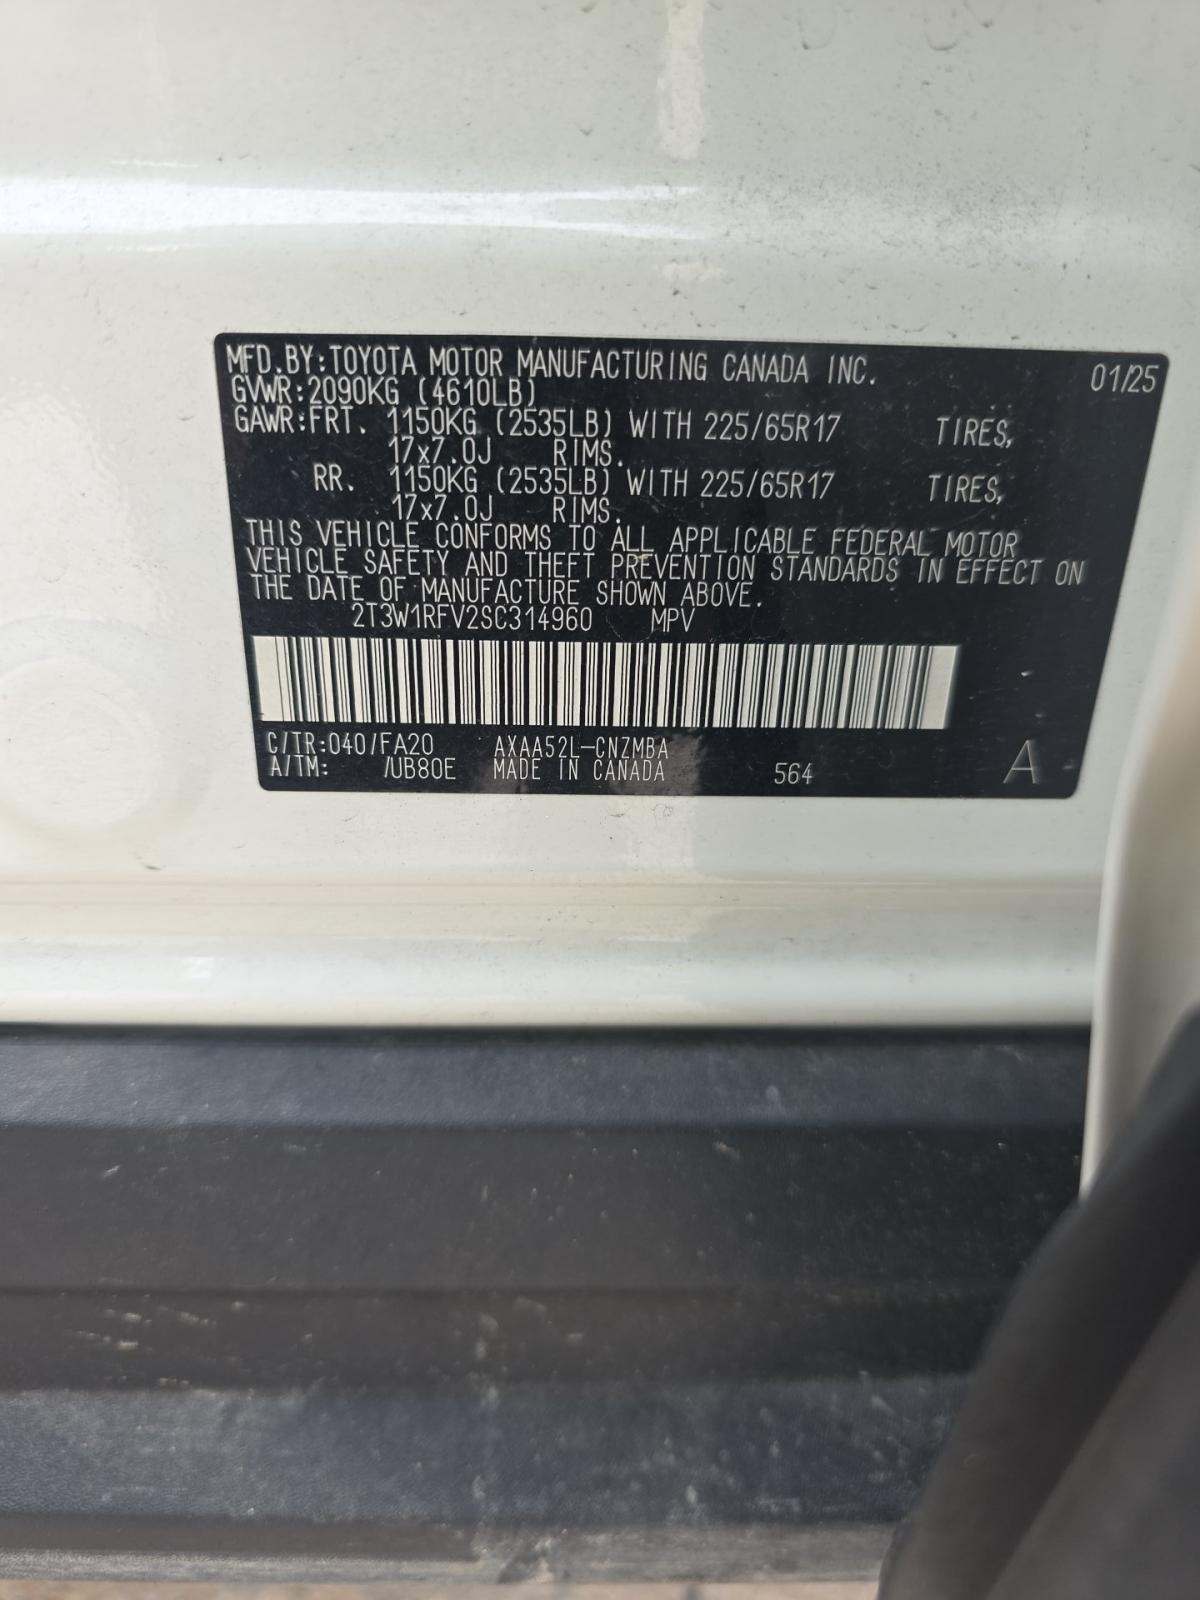 MFD.BY:TOYOTA MOTOR MANUFACTURING CANADA INC. 01/25
GVWR:2090KG (4610LB)
GAWR:FRT. 1150KG (2535LB) WITH 225/65R17 TIRES,
17x7.0J RIMS.
RR. 1150KG (2535LB) WITH 225/65R17 TIRES,
17x7.0J RIMS.
THIS VEHICLE CONFORMS TO ALL APPLICABLE FEDERAL MOTOR
VEHICLE SAFETY AND THEFT PREVENTION STANDARDS IN EFFECT ON
THE DATE OF MANUFACTURE SHOWN ABOVE.
2T3W1RFV2SC314960 MPV
C/TR:040/FA20 AXAA52L-CNZMBA
A/TM: /UB80E MADE IN CANADA 564 A